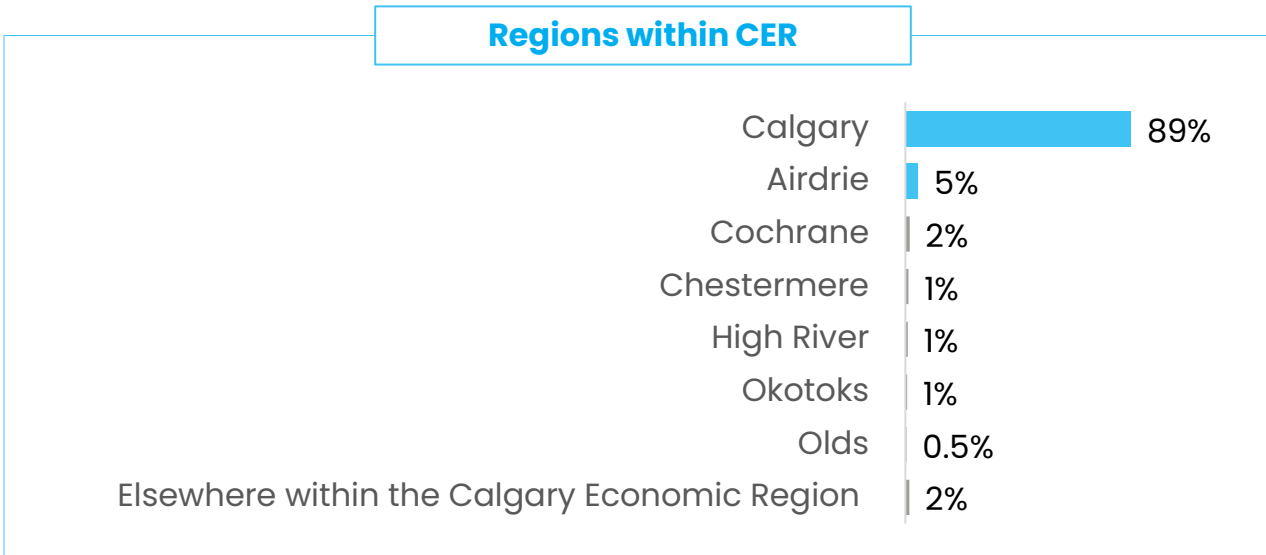 Regions within CER
Calgary 89%
Airdrie 5%
Cochrane 2%
Chestermere 1%
High River 1%
Okotoks 1%
Olds 0.5%
Elsewhere within the Calgary Economic Region 2%